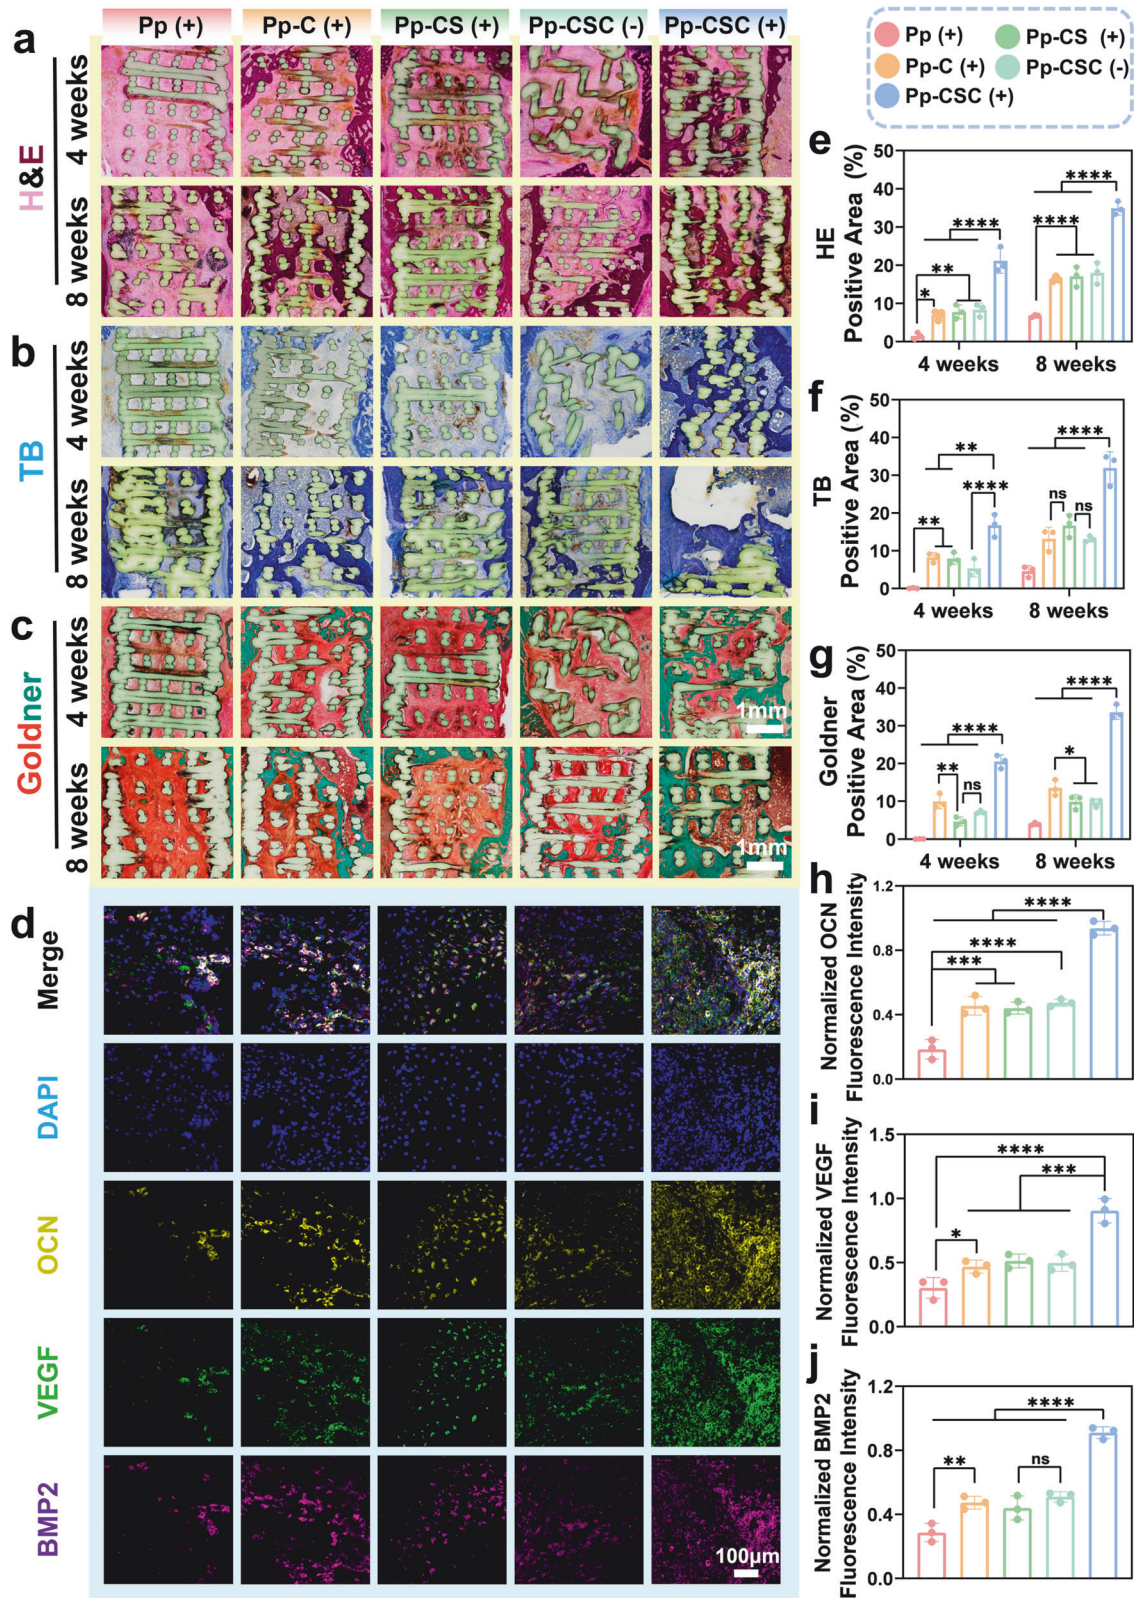 Pp (+) Pp-C (+) Pp-CS (+) Pp-CSC (-) Pp-CSC (+)
a
H&E
4 weeks
8 weeks
b
TB
4 weeks
8 weeks
c
Goldner
4 weeks
1mm
8 weeks
1mm
d
Merge
DAPI
OCN
VEGF
BMP2
100μm
Pp (+) Pp-CS (+)
Pp-C (+) Pp-CSC (-)
Pp-CSC (+)
e
HE
Positive Area (%)
50
40
30
20
10
0
*
**
****
****
****
4 weeks 8 weeks
f
TB
Positive Area (%)
50
40
30
20
10
0
**
**
****
ns
ns
****
4 weeks 8 weeks
g
Goldner
Positive Area (%)
50
40
30
20
10
0
**
ns
****
*
****
4 weeks 8 weeks
h
Normalized OCN
Fluorescence Intensity
1.2
0.8
0.4
0.0
****
****
***
i
Normalized VEGF
Fluorescence Intensity
1.5
1.0
0.5
0.0
****
***
*
j
Normalized BMP2
Fluorescence Intensity
1.2
0.8
0.4
0.0
****
**
ns